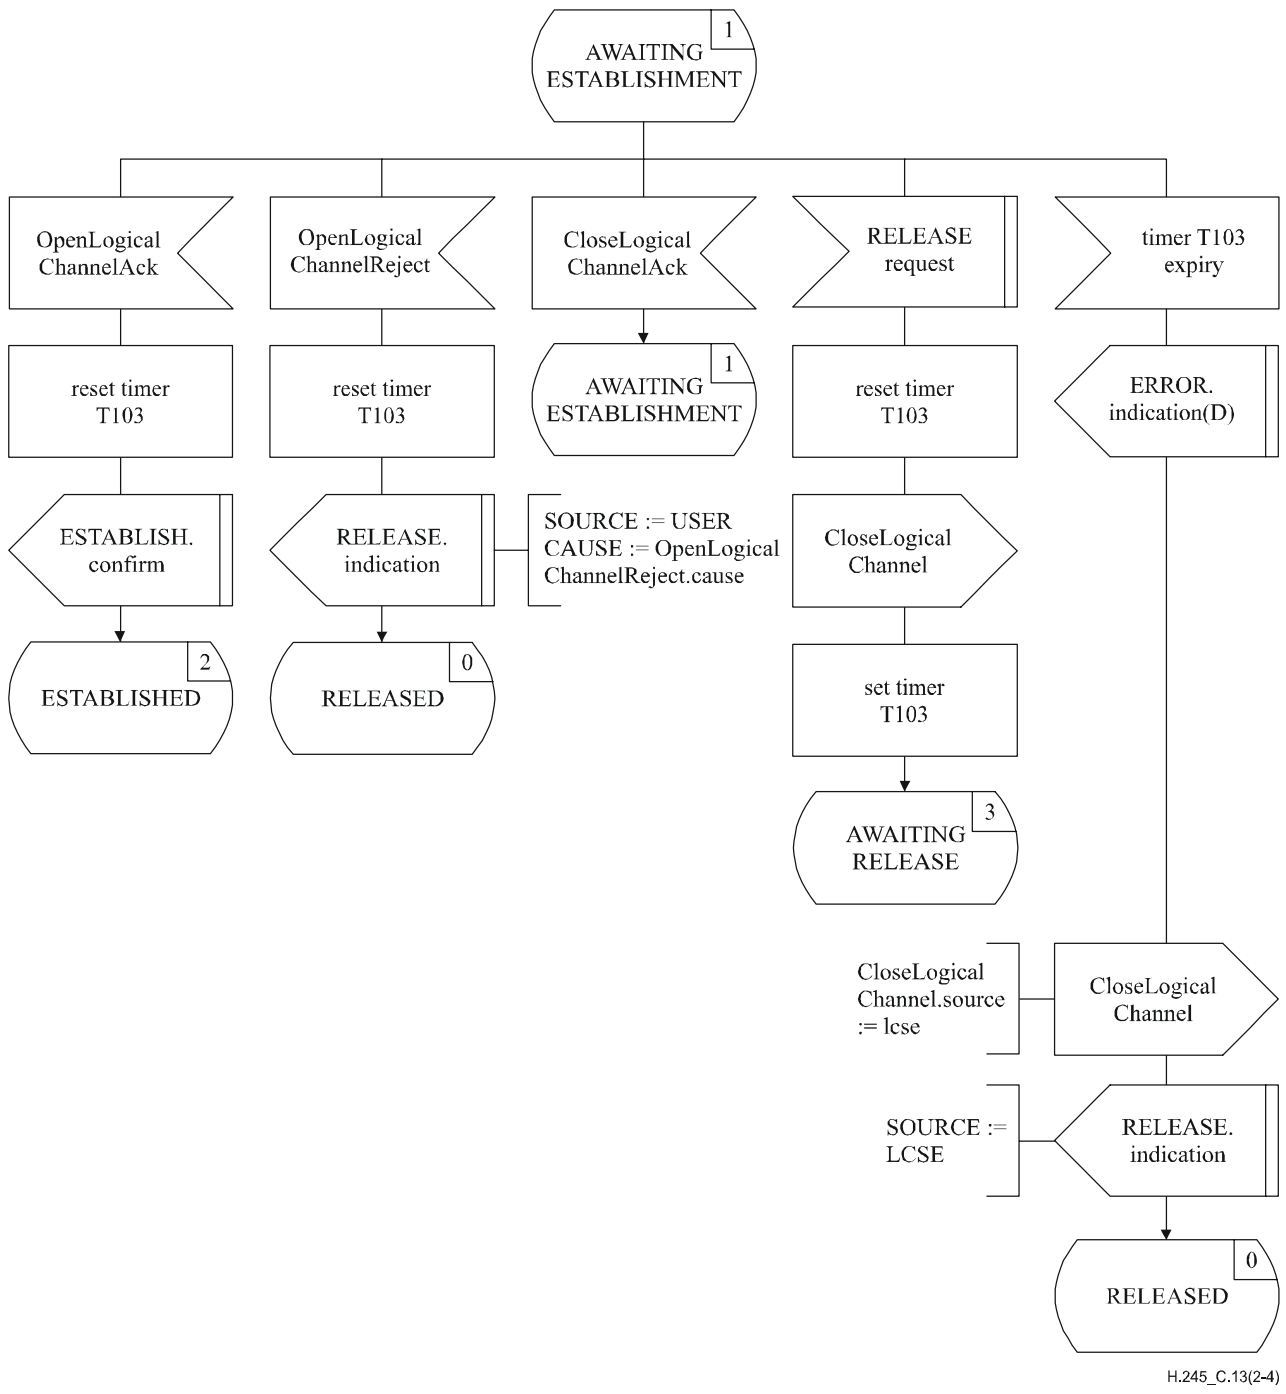 1
AWAITING
ESTABLISHMENT
OpenLogical
ChannelAck
OpenLogical
ChannelReject
CloseLogical
ChannelAck
RELEASE
request
timer T103
expiry
reset timer
T103
reset timer
T103
1
AWAITING
ESTABLISHMENT
reset timer
T103
ERROR.
indication(D)
ESTABLISH.
confirm
RELEASE.
indication
SOURCE := USER
CAUSE := OpenLogical
ChannelReject.cause
CloseLogical
Channel
2
ESTABLISHED
0
RELEASED
set timer
T103
3
AWAITING
RELEASE
CloseLogical
Channel.source
:= lcse
CloseLogical
Channel
SOURCE :=
LCSE
RELEASE.
indication
0
RELEASED
H.245_C.13(2-4)